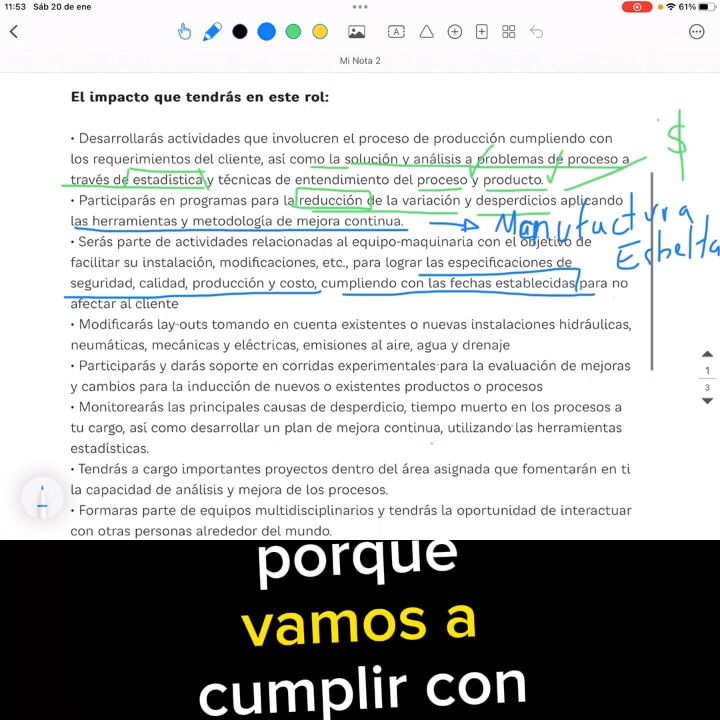 11:53 Sáb 20 de ene
61%
A
Mi Nota 2
El impacto que tendrás en este rol:
• Desarrollarás actividades que involucren el proceso de producción cumpliendo con
los requerimientos del cliente, así como la solución y análisis a problemas de proceso a
través de estadística y técnicas de entendimiento del proceso y producto.
$
• Participarás en programas para la reducción de la variación y desperdicios aplicando
las herramientas y metodología de mejora continua.
Manufactura
Esbelta
• Serás parte de actividades relacionadas al equipo-maquinaria con el objetivo de
facilitar su instalación, modificaciones, etc., para lograr las especificaciones de
seguridad, calidad, producción y costo, cumpliendo con las fechas establecidas para no
afectar al cliente
• Modificarás lay-outs tomando en cuenta existentes o nuevas instalaciones hidráulicas,
neumáticas, mecánicas y eléctricas, emisiones al aire, agua y drenaje
• Participarás y darás soporte en corridas experimentales para la evaluación de mejoras
y cambios para la inducción de nuevos o existentes productos o procesos
1
3
• Monitorearás las principales causas de desperdicio, tiempo muerto en los procesos a
tu cargo, así como desarrollar un plan de mejora continua, utilizando las herramientas
estadísticas.
• Tendrás a cargo importantes proyectos dentro del área asignada que fomentarán en ti
la capacidad de análisis y mejora de los procesos.
• Formaras parte de equipos multidisciplinarios y tendrás la oportunidad de interactuar
con otras personas alrededor del mundo.
porque
vamos a
cumplir con